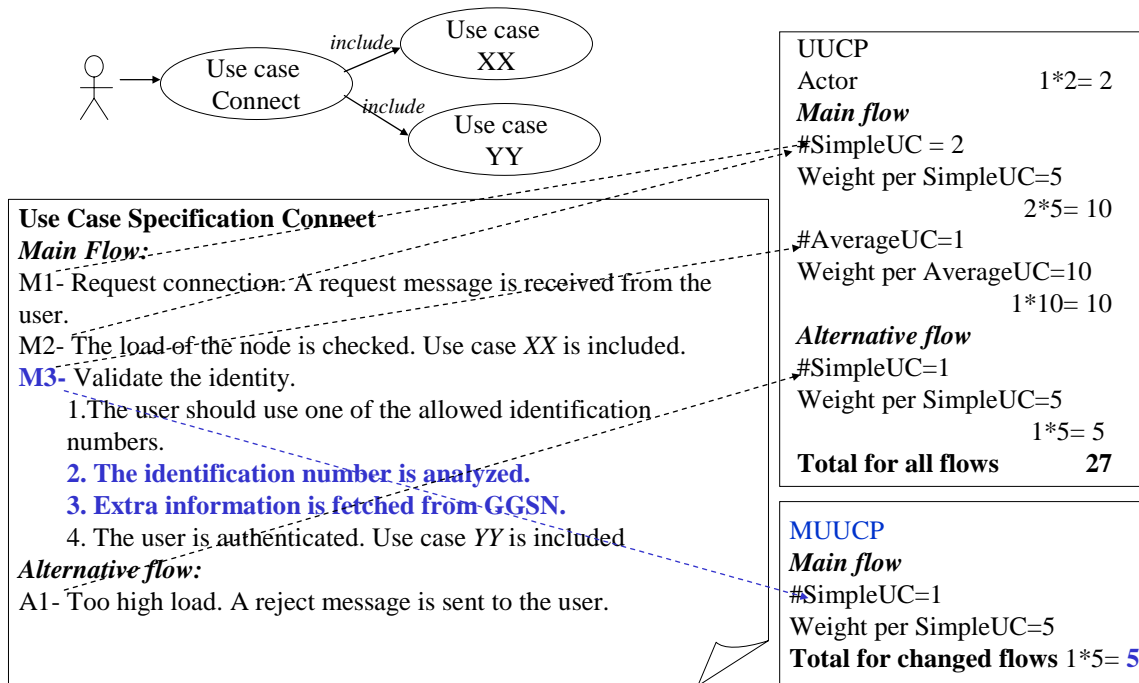 include
Use case
XX
Use case
Connect
include
Use case
YY
Use Case Specification Connect
Main Flow:
M1- Request connection. A request message is received from the
user.
M2- The load of the node is checked. Use case XX is included.
M3- Validate the identity.
1.The user should use one of the allowed identification
numbers.
2. The identification number is analyzed.
3. Extra information is fetched from GGSN.
4. The user is authenticated. Use case YY is included
Alternative flow:
A1- Too high load. A reject message is sent to the user.
UUCP
Actor 1*2= 2
Main flow
#SimpleUC = 2
Weight per SimpleUC=5
2*5= 10
#AverageUC=1
Weight per AverageUC=10
1*10= 10
Alternative flow
#SimpleUC=1
Weight per SimpleUC=5
1*5= 5
Total for all flows 27
MUUCP
Main flow
#SimpleUC=1
Weight per SimpleUC=5
Total for changed flows 1*5= 5